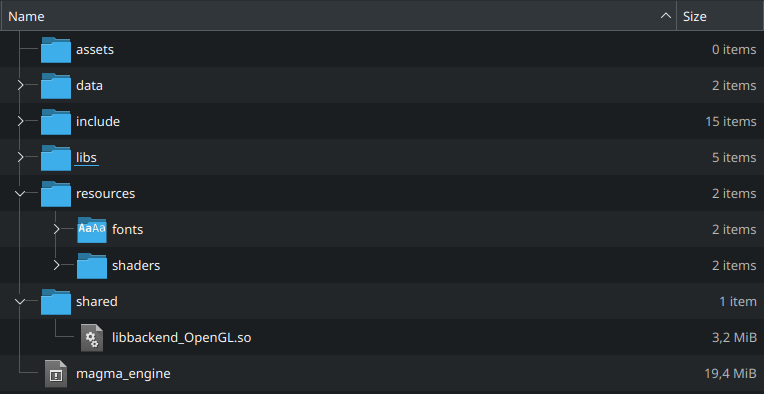 Name Size
assets 0 items
data 2 items
include 15 items
libs 5 items
resources 2 items
AaAa fonts 2 items
shaders 2 items
shared 1 item
libbackend_OpenGL.so 3,2 MiB
magma_engine 19,4 MiB